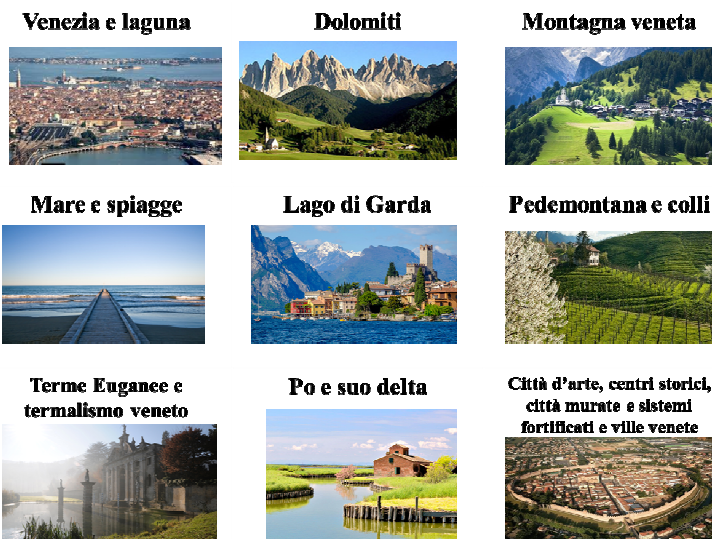 Venezia e laguna
Dolomiti
Montagna veneta
Mare e spiagge
Lago di Garda
Pedemontana e colli
Terme Euganee e
termalismo veneto
Po e suo delta
Città d'arte, centri storici,
città murate e sistemi
fortificati e ville venete